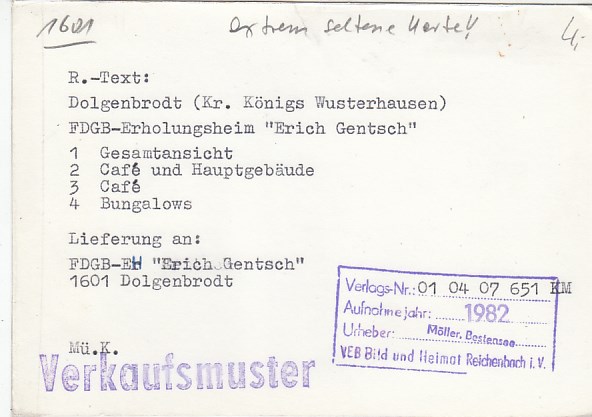 1601
extrem seltene Karte!!
4,-
R.-Text:
Dolgenbrodt (Kr. Königs Wusterhausen)
FDGB-Erholungsheim "Erich Gentsch"
1 Gesamtansicht
2 Café und Hauptgebäude
3 Café
4 Bungalows
Lieferung an:
FDGB-EH "Erich Gentsch"
1601 Dolgenbrodt
Mü.K.
Verkaufsmuster
Verlags-Nr.: 01 04 07 651 KM
Aufnahmejahr: 1982
Urheber: Möller, Bestensee
VEB Bild und Heimat Reichenbach i. V.